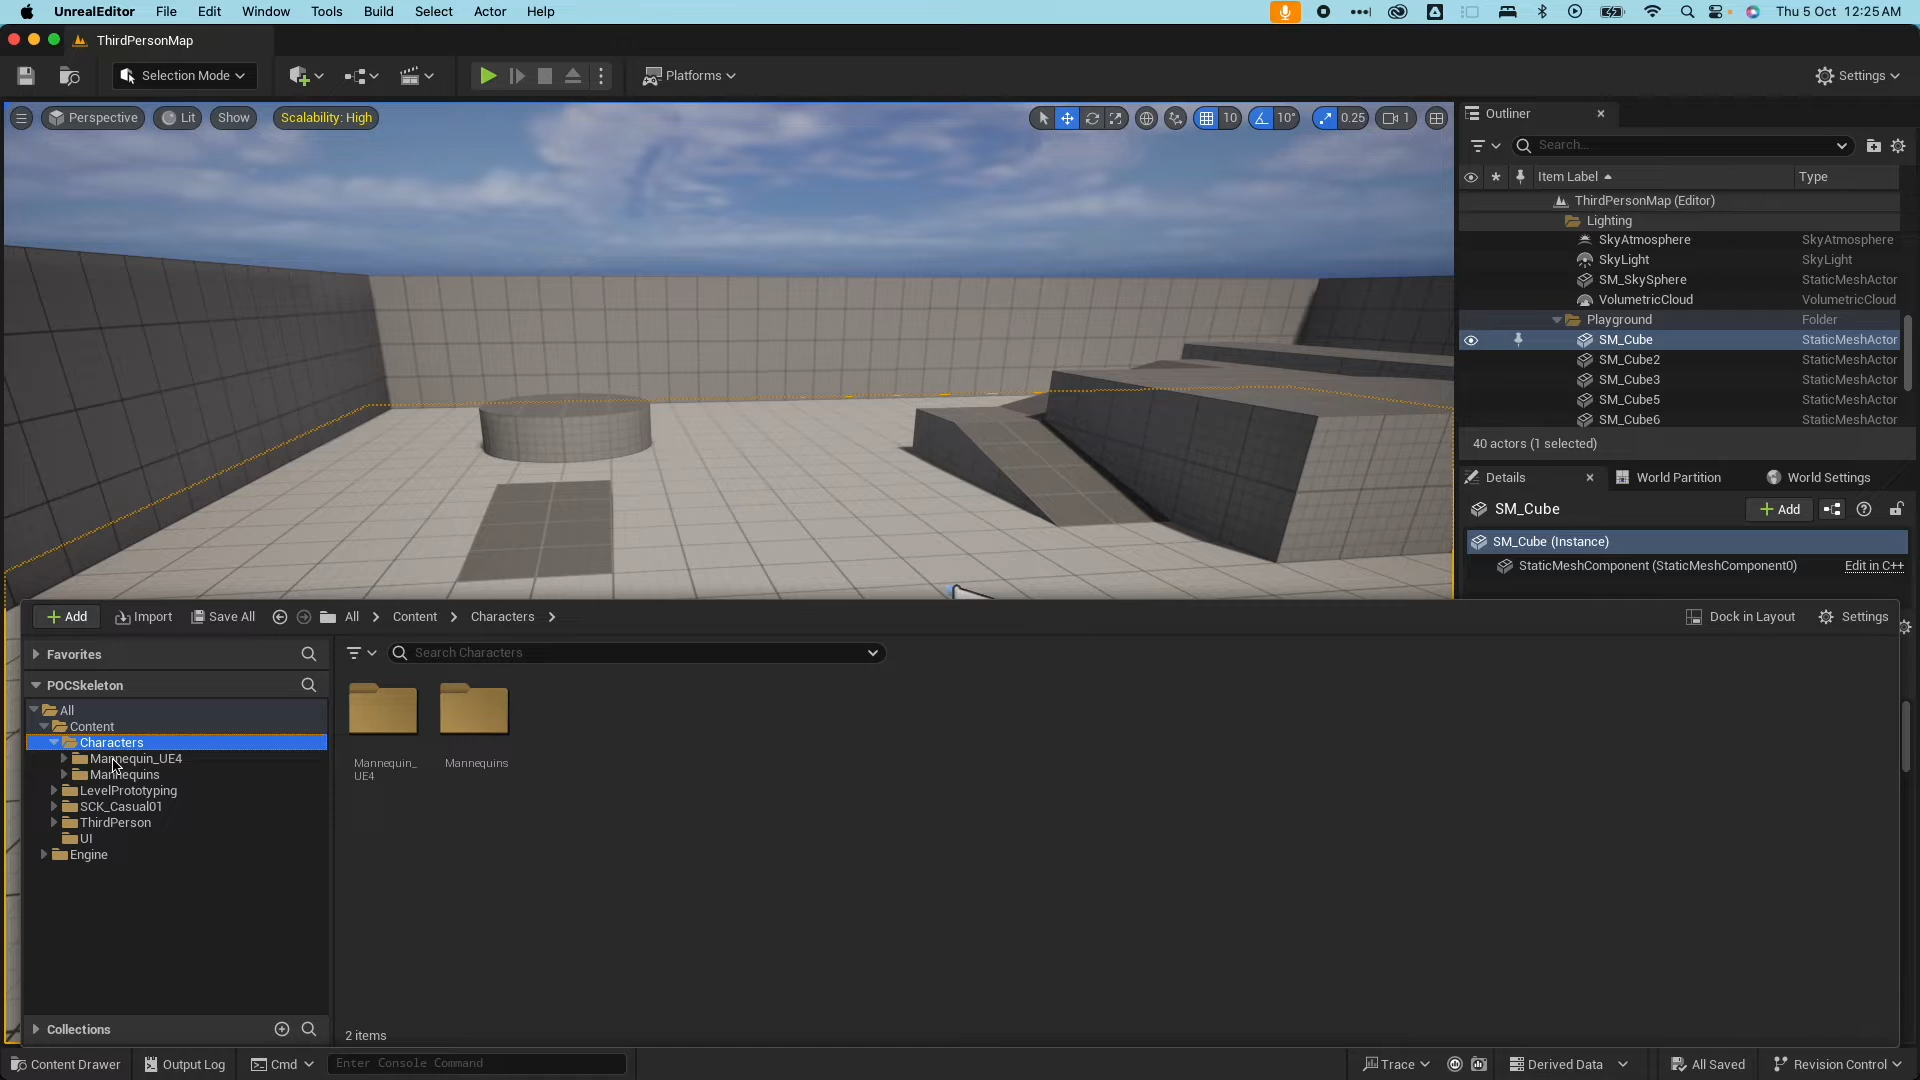 UnrealEditor File Edit Window Tools Build Select Actor Help Thu 5 Oct 12:25 AM
ThirdPersonMap
Selection Mode Platforms Settings
Perspective Lit Show Scalability: High 10 10° 0.25 1
Outliner
Search...
Item Label Type
ThirdPersonMap (Editor)
Lighting
SkyAtmosphere SkyAtmosphere
SkyLight SkyLight
SM_SkySphere StaticMeshActor
VolumetricCloud VolumetricCloud
Playground Folder
SM_Cube StaticMeshActor
SM_Cube2 StaticMeshActor
SM_Cube3 StaticMeshActor
SM_Cube5 StaticMeshActor
SM_Cube6 StaticMeshActor
40 actors (1 selected)
Details World Partition World Settings
SM_Cube Add
SM_Cube (Instance)
StaticMeshComponent (StaticMeshComponent0) Edit in C++
Add Import Save All All Content Characters Dock in Layout Settings
Favorites
Search Characters
POCSkeleton
All
Content
Characters
Mannequin_UE4
Mannequins
LevelPrototyping
SCK_Casual01
ThirdPerson
UI
Engine
Mannequin_
UE4
Mannequins
Collections
2 items
Content Drawer Output Log Cmd Enter Console Command Trace Derived Data All Saved Revision Control